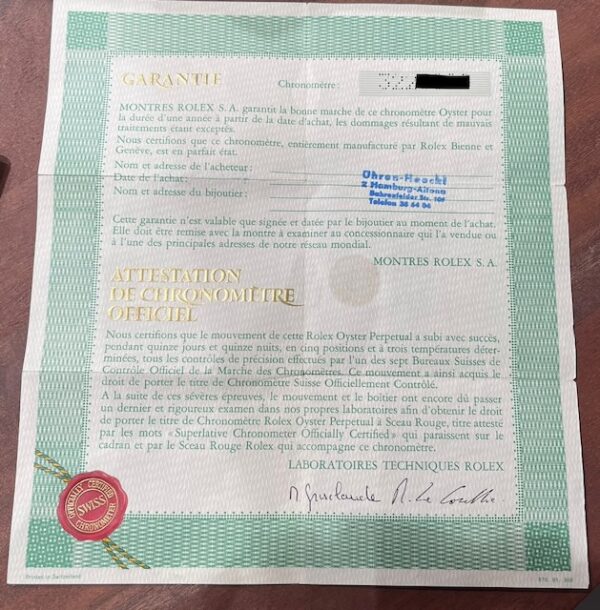 GARANTIE
Chronomètre: 322
MONTRES ROLEX S. A. garantit la bonne marche de ce chronomètre Oyster pour
la durée d'une année à partir de la date d'achat, les dommages résultant de mauvais
traitements étant exceptés.
Nous certifions que ce chronomètre, entièrement manufacturé par Rolex Bienne et
Genève, est en parfait état.
Nom et adresse de l'acheteur:
Date de l'achat:
Nom et adresse du bijoutier:
Uhren-
2 Hamburg-Altona
Bahrenfelder Str. 109
Telefon 38 64 04
Cette garantie n'est valable que signée et datée par le bijoutier au moment de l'achat.
Elle doit être remise avec la montre à examiner au concessionnaire qui l'a vendue ou
à l'une des principales adresses de notre réseau mondial.
MONTRES ROLEX S. A.
ATTESTATION
DE CHRONOMÈTRE
OFFICIEL
Nous certifions que le mouvement de cette Rolex Oyster Perpetual a subi avec succès,
pendant quinze jours et quinze nuits, en cinq positions et à trois températures déter-
minées, tous les contrôles de précision effectués par l'un des sept Bureaux Suisses de
Contrôle Officiel de la Marche des Chronomètres. Ce mouvement a ainsi acquis le
droit de porter le titre de Chronomètre Suisse Officiellement Contrôlé.
A la suite de ces sévères épreuves, le mouvement et le boîtier ont encore dû passer
un dernier et rigoureux examen dans nos propres laboratoires afin d'obtenir le droit
de porter le titre de Chronomètre Rolex Oyster Perpetual à Sceau Rouge, titre attesté
par les mots «Superlative Chronometer Officially Certified» qui paraissent sur le
cadran et par le Sceau Rouge Rolex qui accompagne ce chronomètre.
LABORATOIRES TECHNIQUES ROLEX
OFFICIALLY CERTIFIED
SWISS
CHRONOMETER
Printed in Switzerland